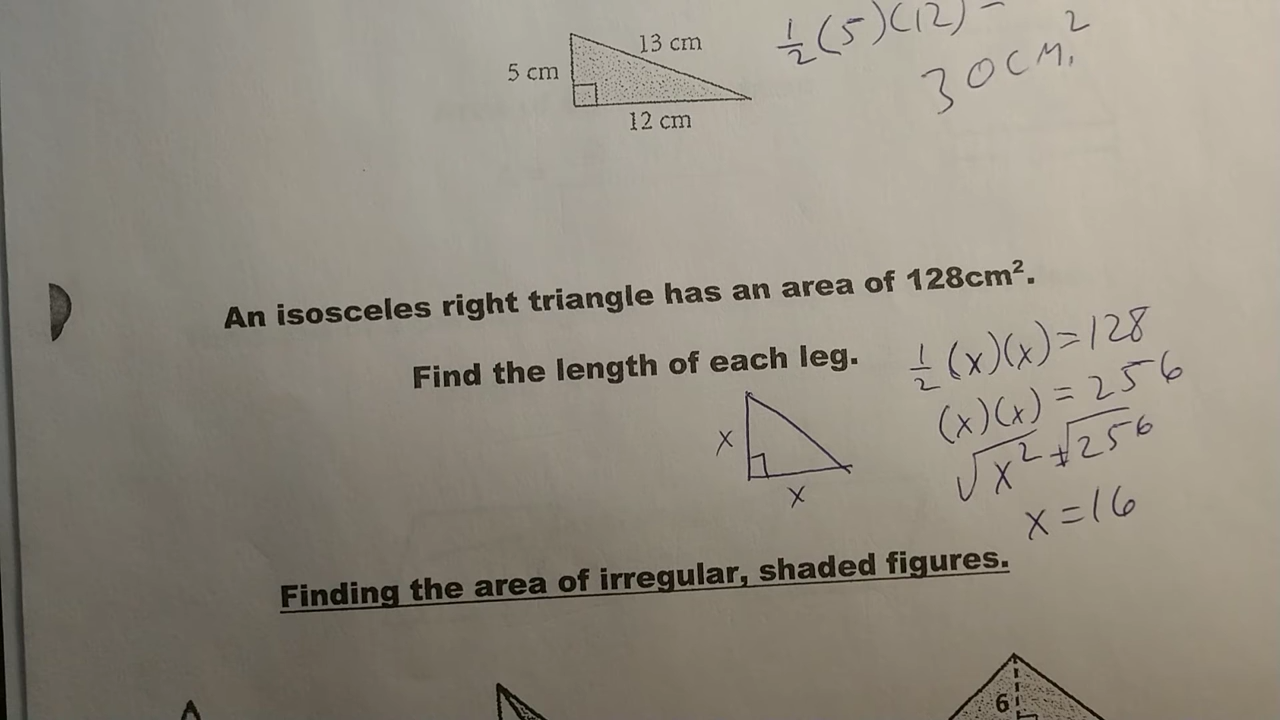 13 cm
5 cm
12 cm
½(5)(12) =
30 cm.²
An isosceles right triangle has an area of 128cm².
Find the length of each leg.
½(x)(x)=128
(x)(x) = 256
√x² = √256
x = 16
x
x
Finding the area of irregular, shaded figures.
6